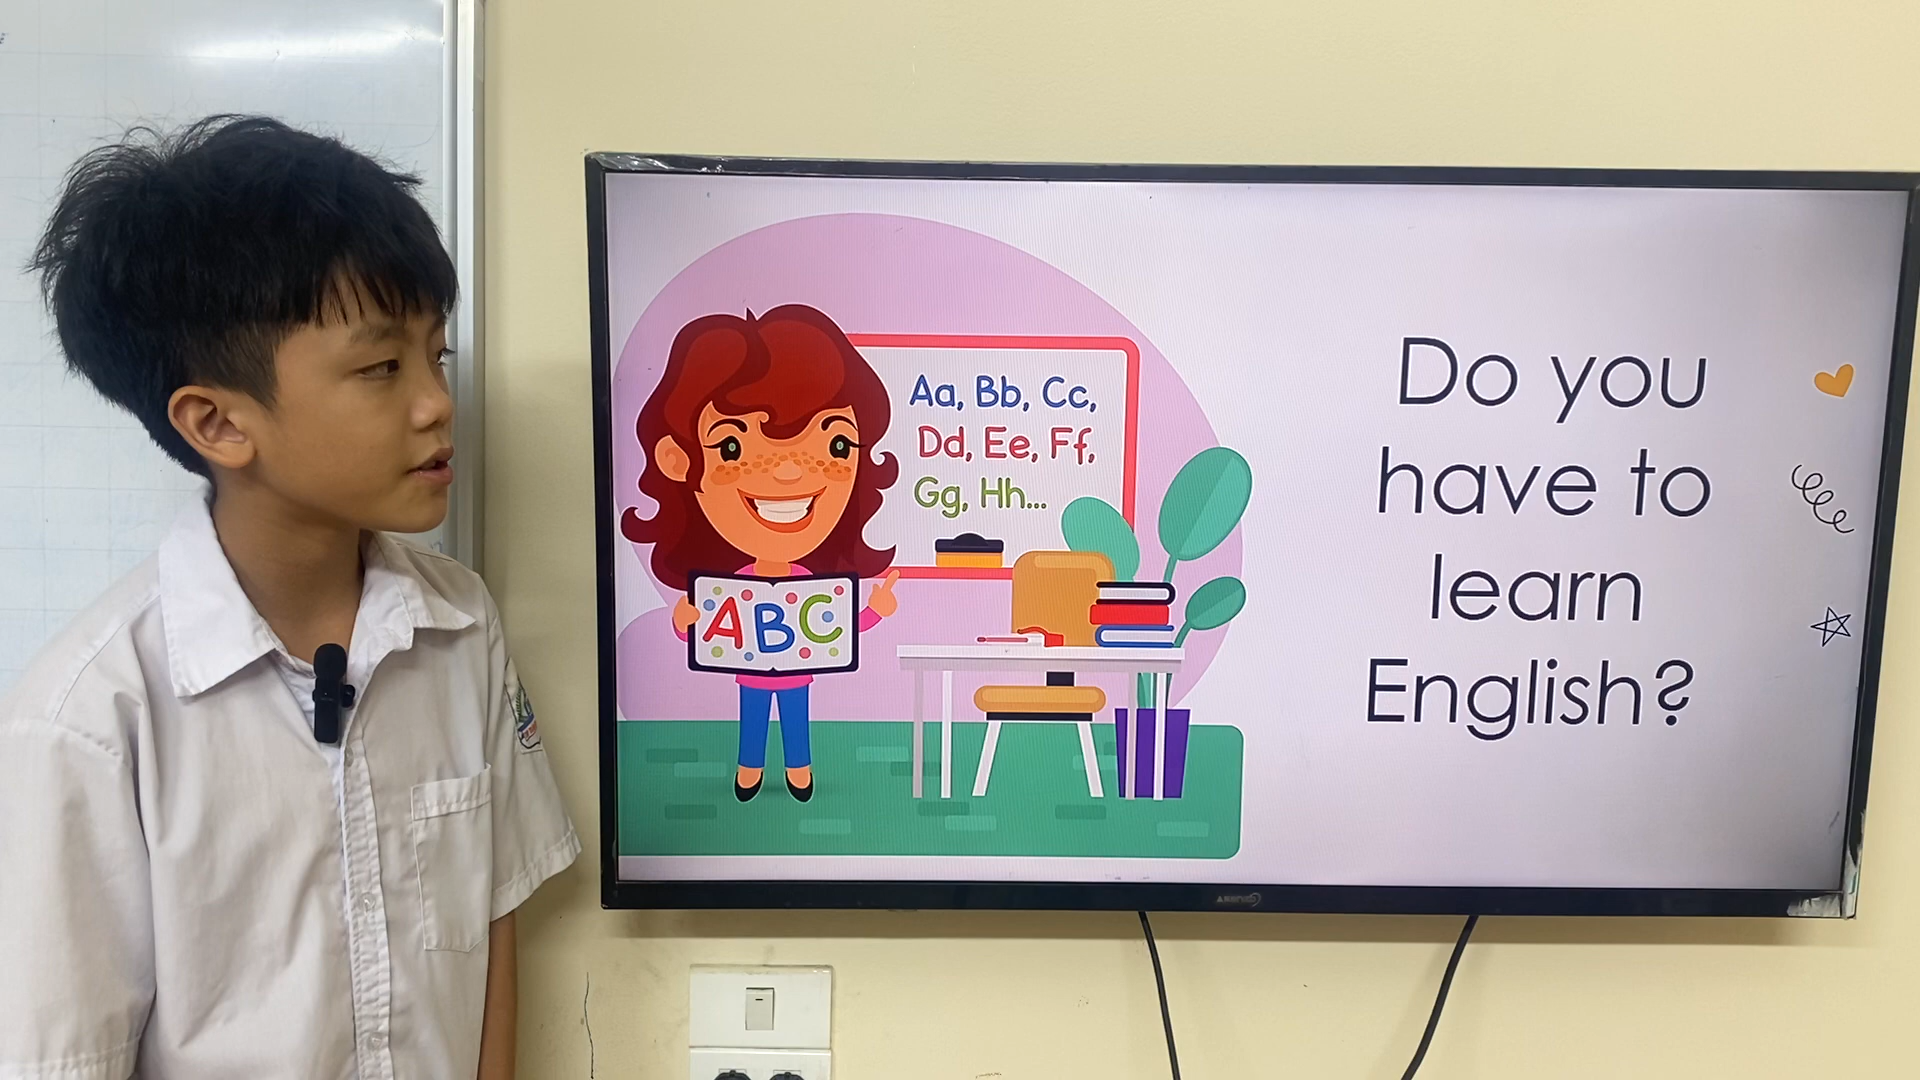 Aa, Bb, Cc,
Dd, Ee, Ff,
Gg, Hh...
ABC
Do you
have to
learn
English?